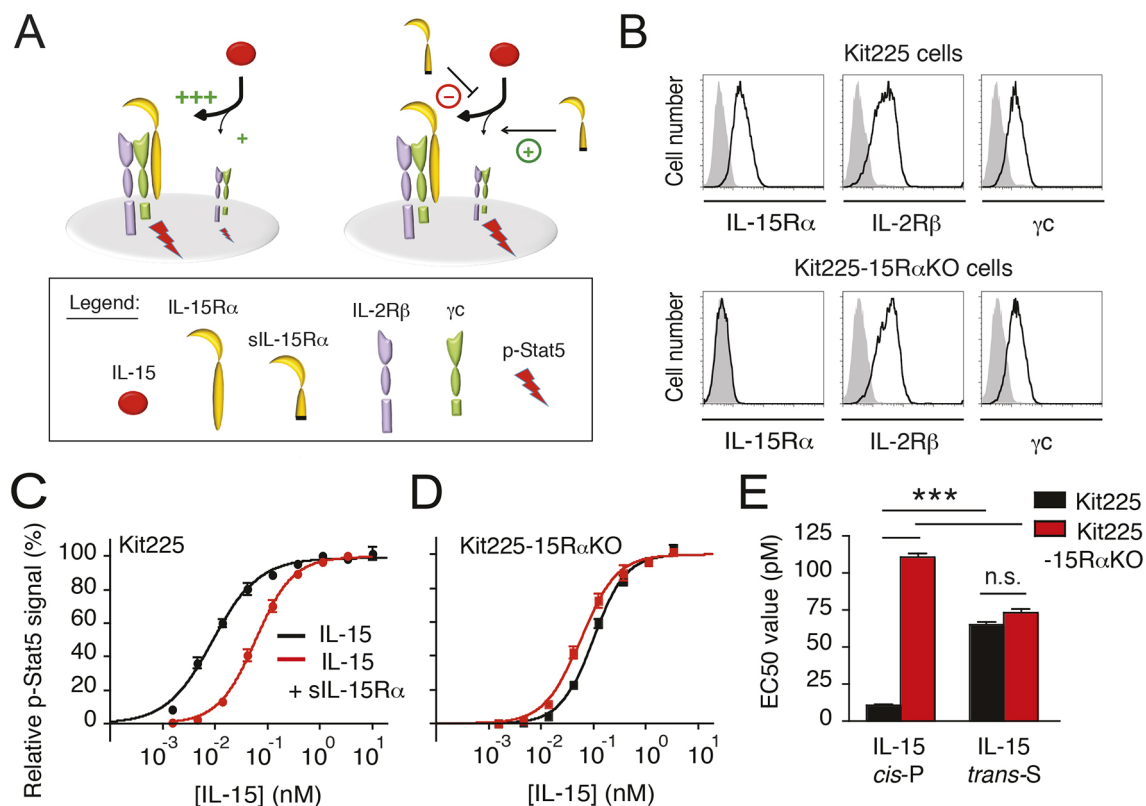 A
+++
+
−
+
Legend:
IL-15Rα
sIL-15Rα
IL-2Rβ
γc
IL-15
p-Stat5
B
Kit225 cells
Cell number
IL-15Rα
IL-2Rβ
γc
Kit225-15RαKO cells
Cell number
IL-15Rα
IL-2Rβ
γc
C
Relative p-Stat5 signal (%)
Kit225
100
80
60
40
20
0
IL-15
IL-15
+ sIL-15Rα
10⁻³ 10⁻² 10⁻¹ 10⁰ 10¹
[IL-15] (nM)
D
Kit225-15RαKO
10⁻³ 10⁻² 10⁻¹ 10⁰ 10¹
[IL-15] (nM)
E
Kit225
Kit225
-15RαKO
***
n.s.
EC50 value (pM)
125
100
75
50
25
0
IL-15
cis-P
IL-15
trans-S